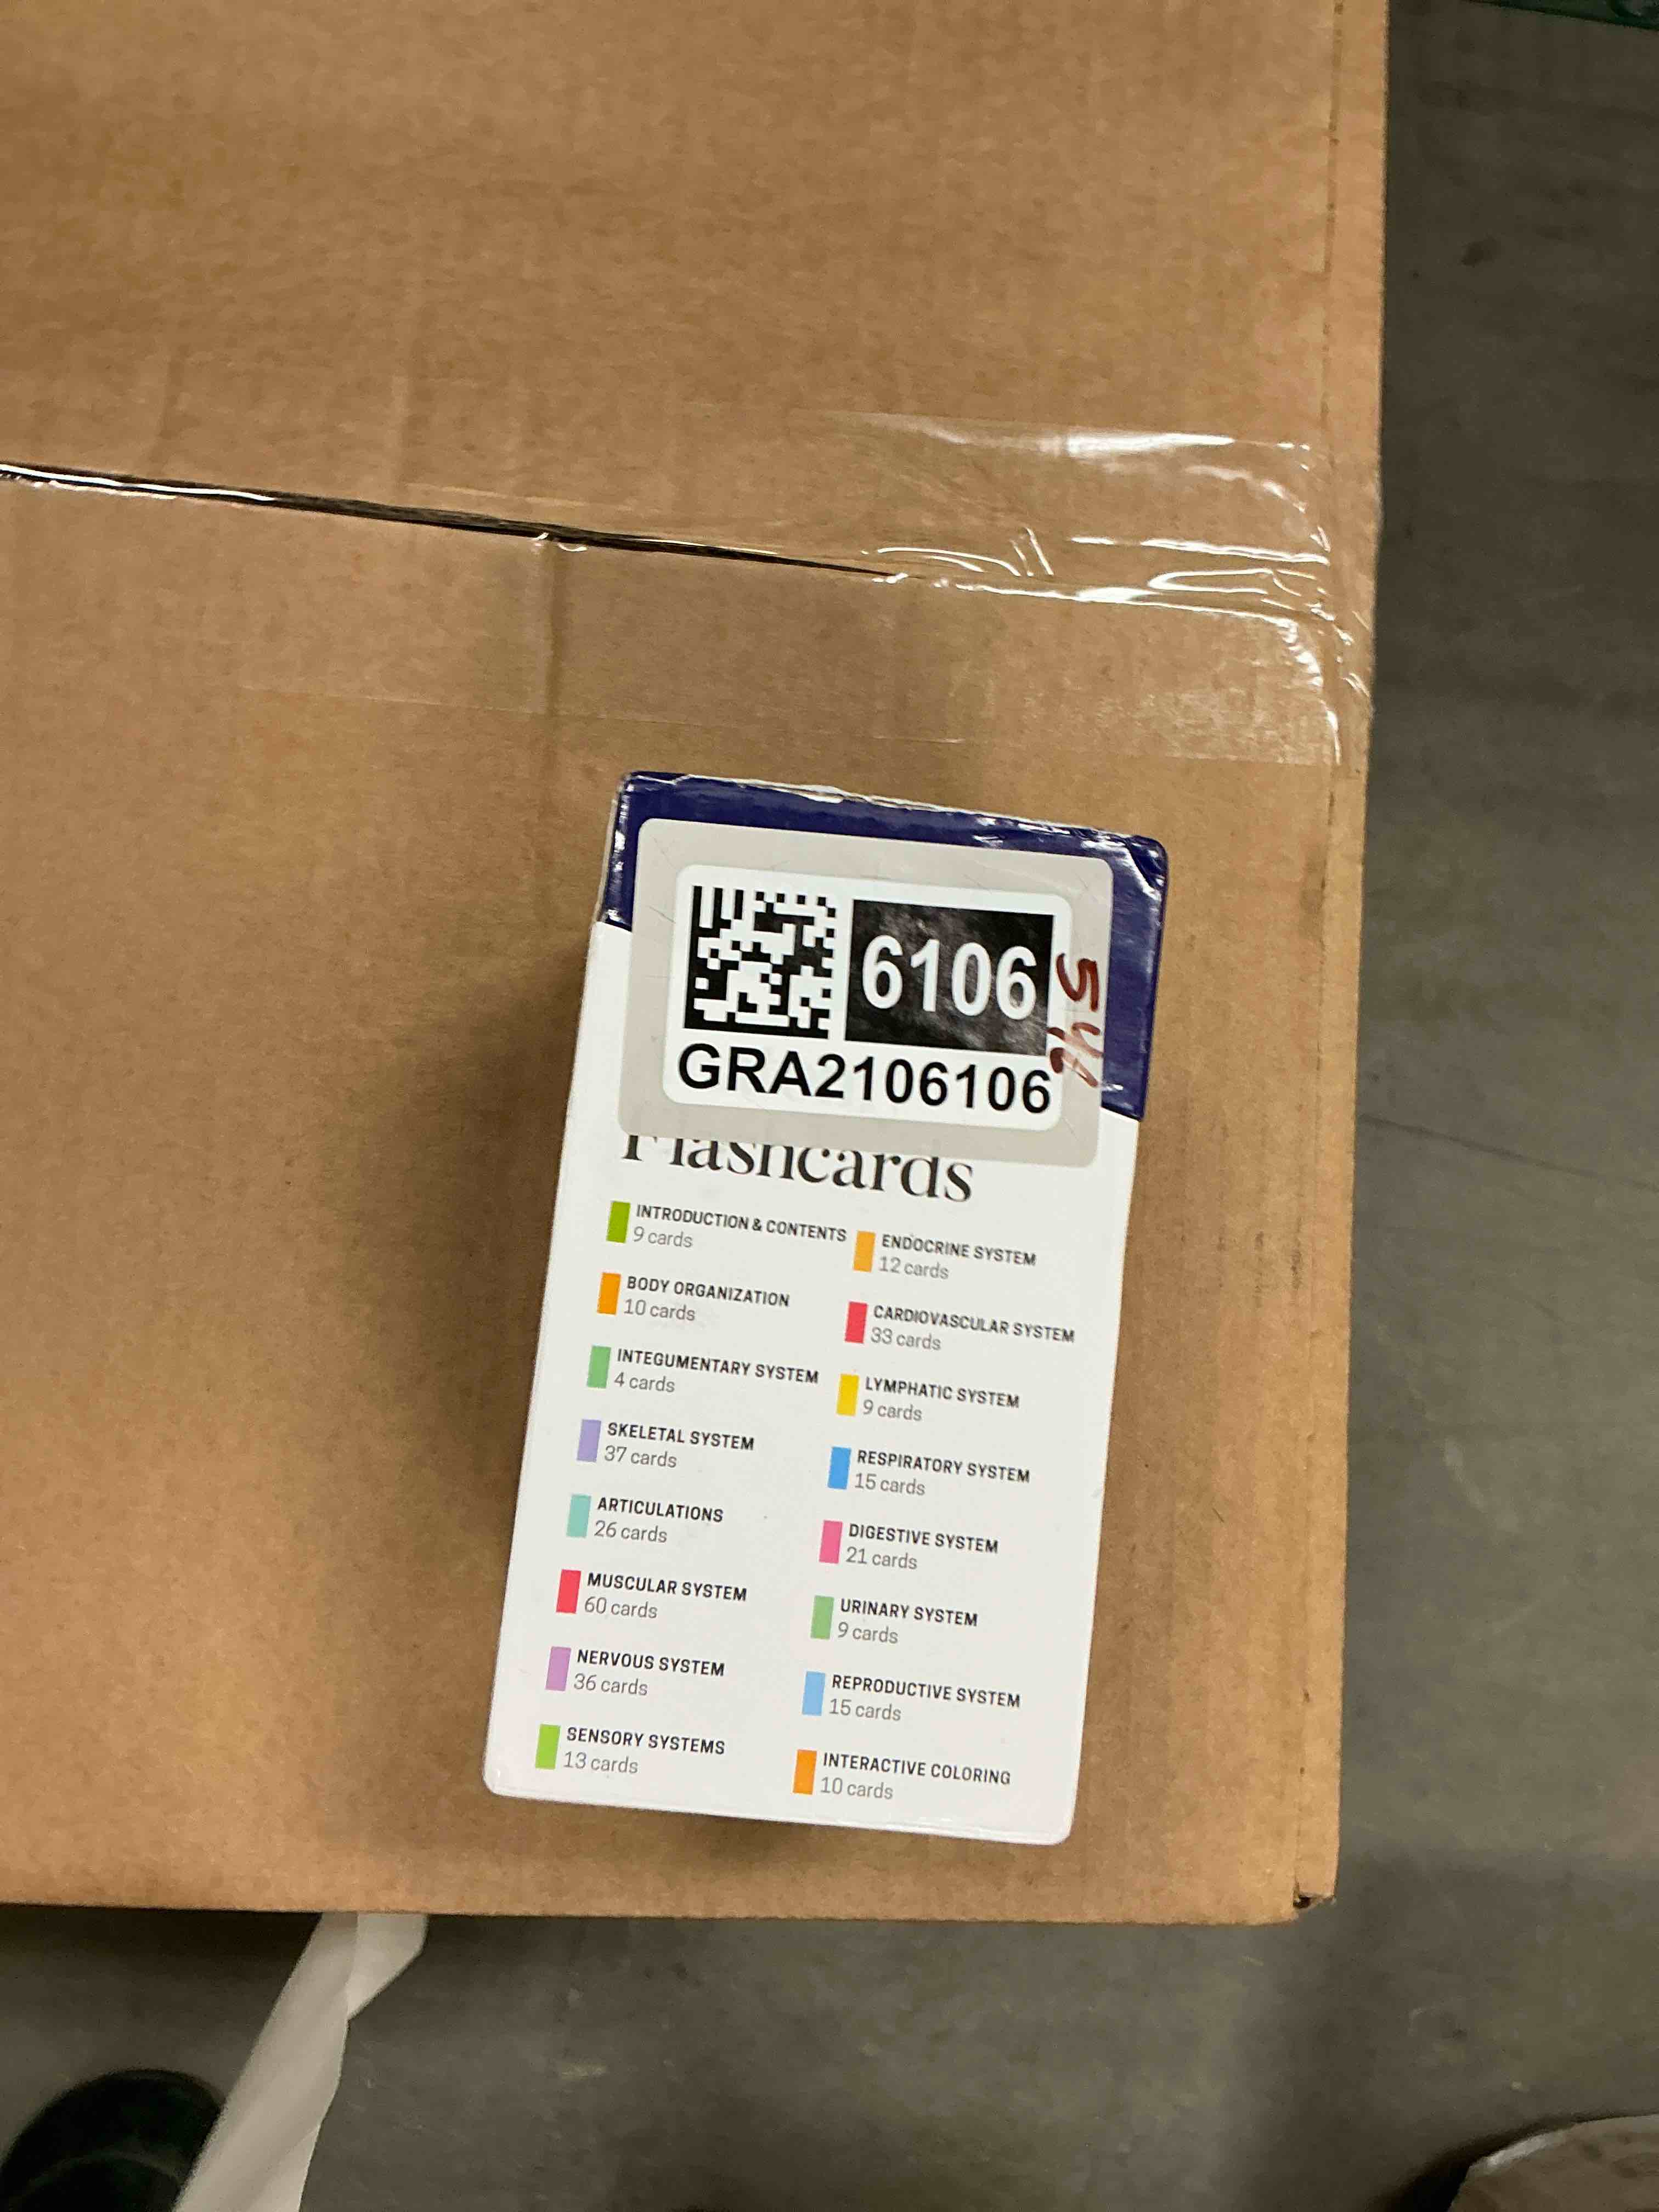 6106
GRA2106106
Flashcards
INTRODUCTION & CONTENTS
9 cards
BODY ORGANIZATION
10 cards
INTEGUMENTARY SYSTEM
4 cards
SKELETAL SYSTEM
37 cards
ARTICULATIONS
26 cards
MUSCULAR SYSTEM
60 cards
NERVOUS SYSTEM
36 cards
SENSORY SYSTEMS
13 cards
ENDOCRINE SYSTEM
12 cards
CARDIOVASCULAR SYSTEM
33 cards
LYMPHATIC SYSTEM
9 cards
RESPIRATORY SYSTEM
15 cards
DIGESTIVE SYSTEM
21 cards
URINARY SYSTEM
9 cards
REPRODUCTIVE SYSTEM
15 cards
INTERACTIVE COLORING
10 cards